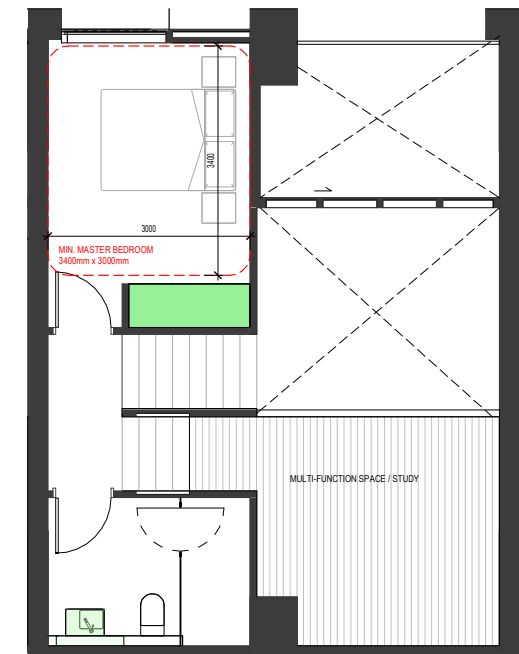 3400
3000
MIN. MASTER BEDROOM
3400mm x 3000mm
MULTI-FUNCTION SPACE / STUDY